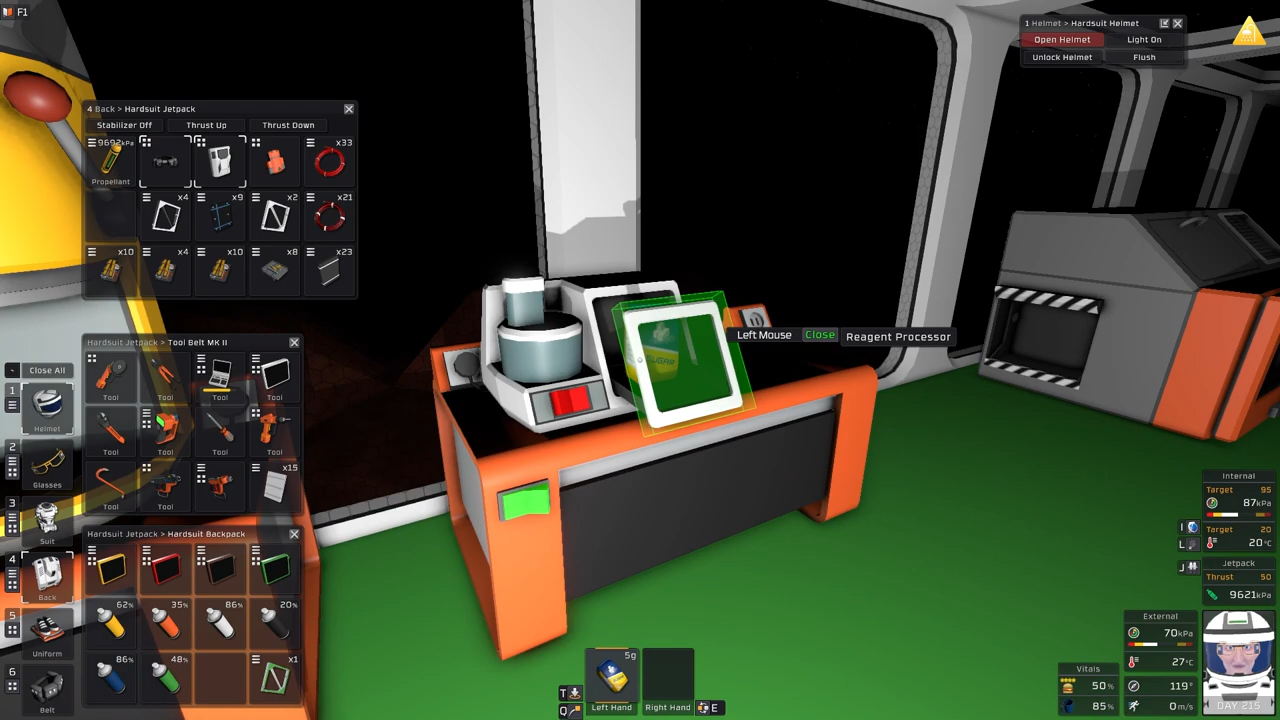 F1
4 Back > Hardsuit Jetpack
Stabilizer Off Thrust Up Thrust Down
9692kPa x33
Propellant
x4 x9 x2 x21
x10 x4 x10 x8 x23
Hardsuit Jetpack > Tool Belt MK II
Tool Tool Tool Tool
Tool Tool Tool Tool
x15
Tool Tool Tool
Hardsuit Jetpack > Hardsuit Backpack
62% 35% 86% 20%
86% 48% x1
Close All
1
Helmet
2
Glasses
3
Suit
4
Back
5
Uniform
6
Belt
1 Helmet > Hardsuit Helmet
Open Helmet Light On
Unlock Helmet Flush
SUGAR
Left Mouse Close Reagent Processor
5g
T
Q Left Hand Right Hand E
Internal
Target 95
87kPa
I Target 20
L 20°C
Jetpack
J Thrust 50
9621kPa
External
70kPa
27°C
Vitals
50% 119°
85% 0m/s
DAY 215